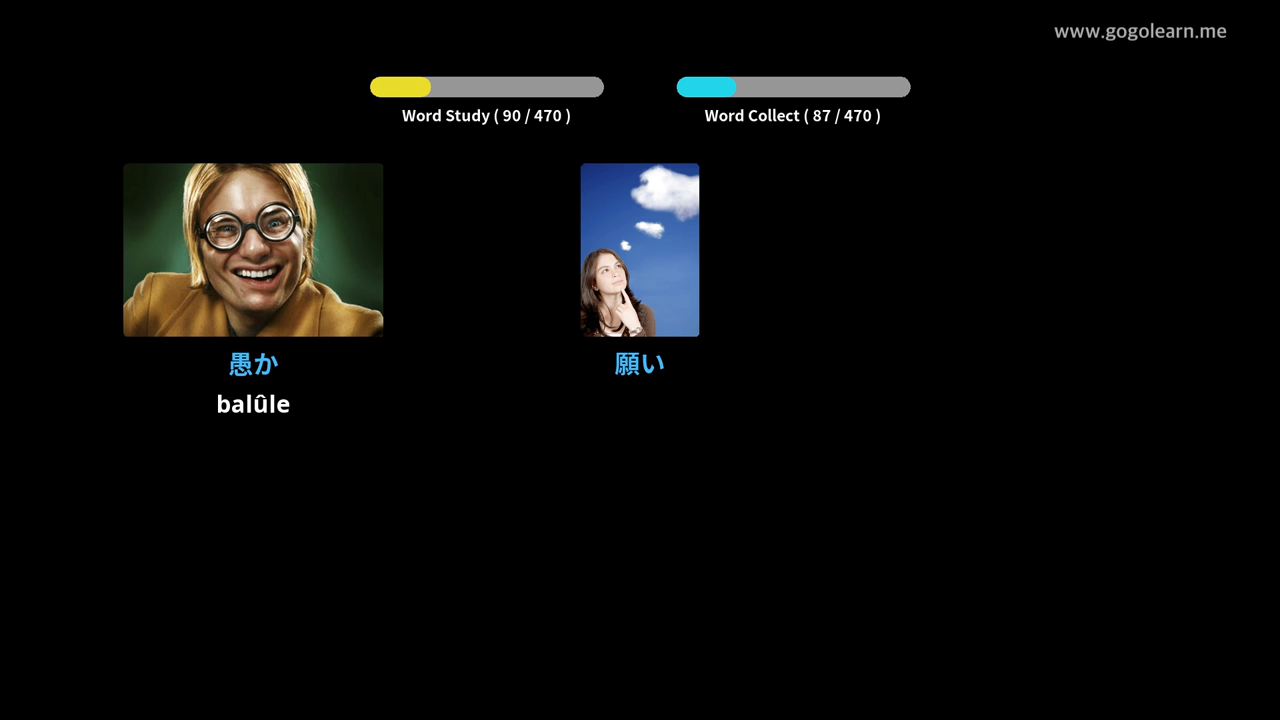 www.gogolearn.me
Word Study ( 90 / 470 )
Word Collect ( 87 / 470 )
愚か
balûle
願い